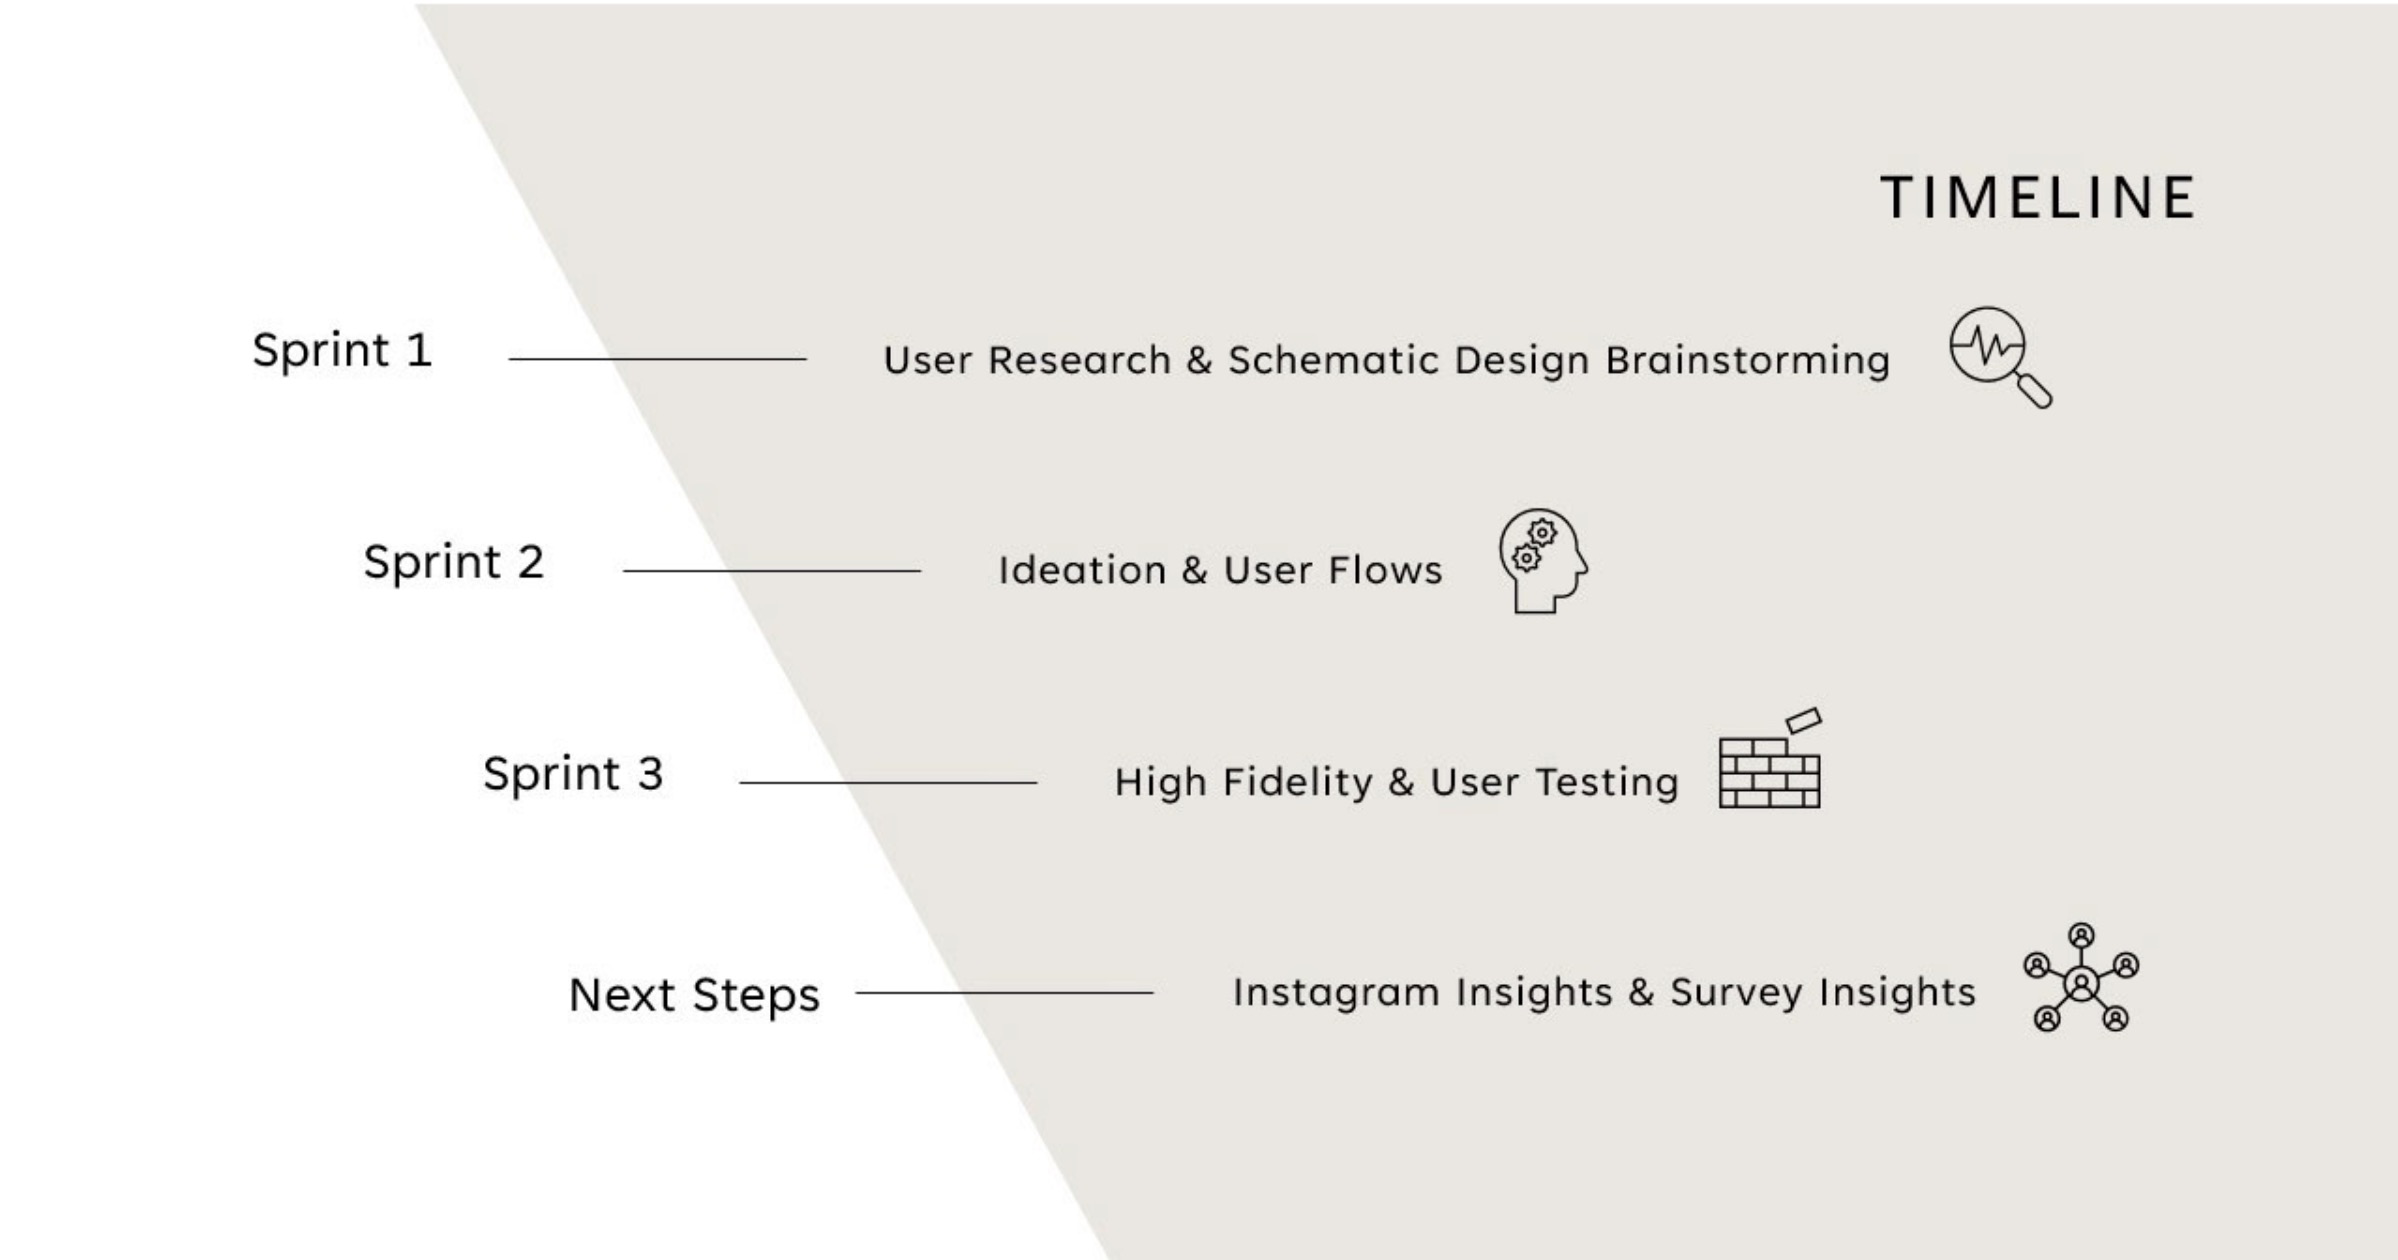 TIMELINE
Sprint 1
User Research & Schematic Design Brainstorming
Sprint 2
Ideation & User Flows
Sprint 3
High Fidelity & User Testing
Next Steps
Instagram Insights & Survey Insights